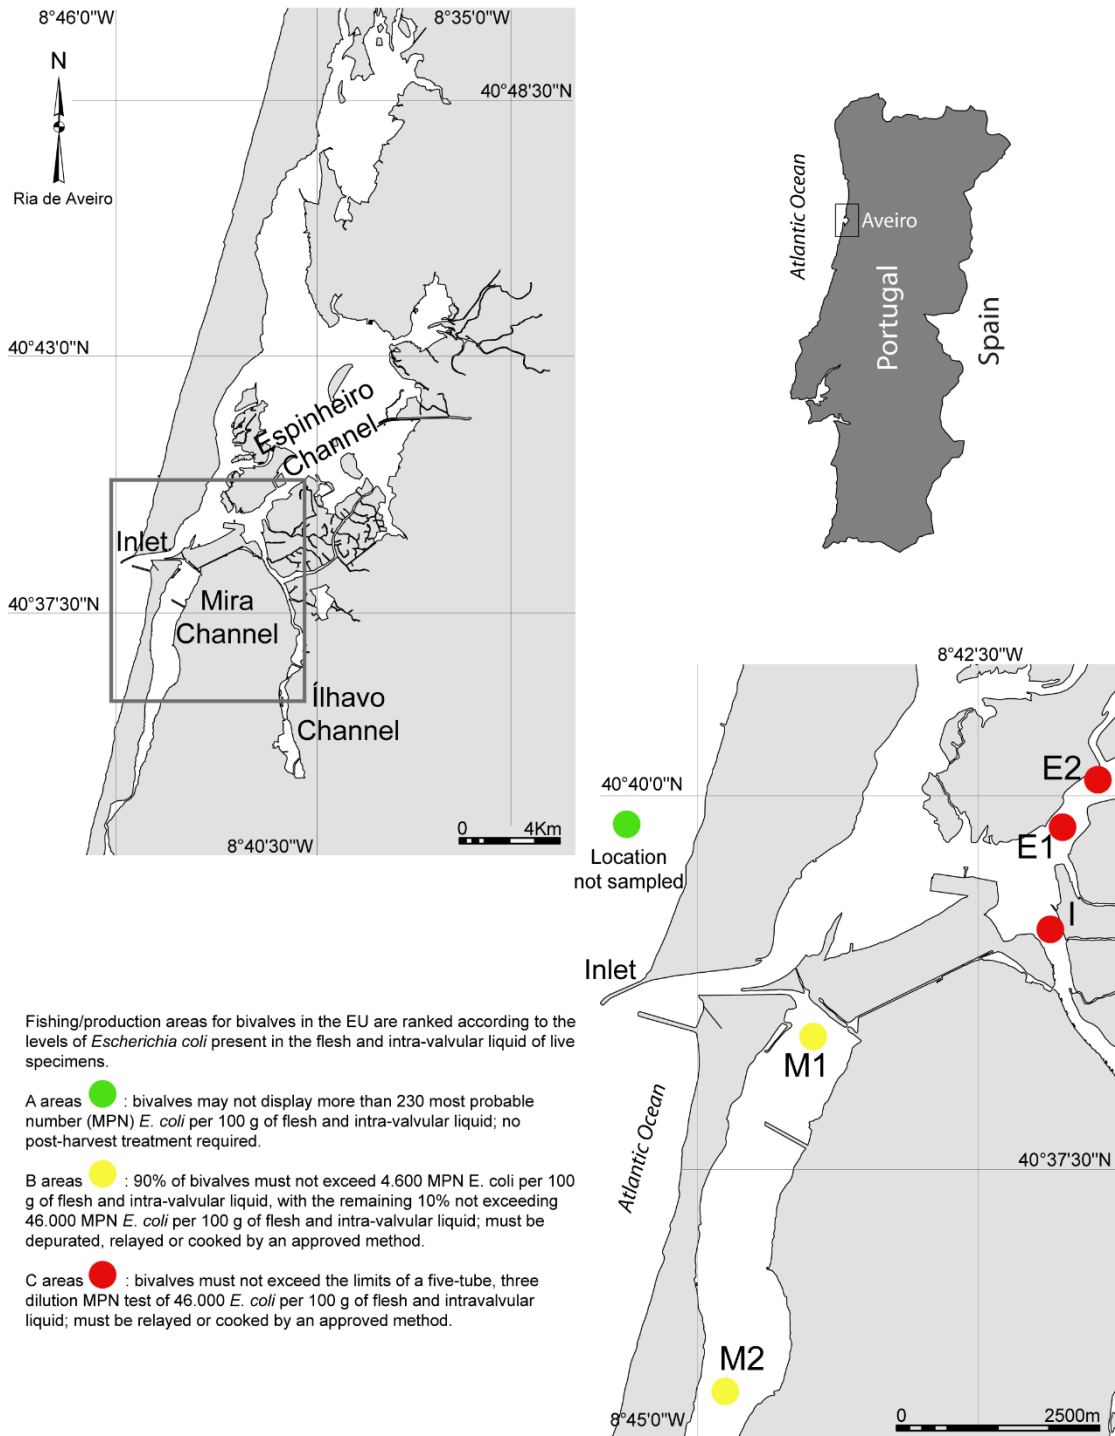 8°46'0"W
8°35'0"W
N
40°48'30"N
Ria de Aveiro
40°43'0"N
Espinheiro
Channel
Inlet
40°37'30"N
Mira
Channel
Ílhavo
Channel
0 4Km
8°40'30"W
Atlantic Ocean
Aveiro
Portugal
Spain
8°42'30"W
E2
40°40'0"N
E1
Location
not sampled
I
Inlet
M1
Atlantic Ocean
40°37'30"N
M2
8°45'0"W
0 2500m
Fishing/production areas for bivalves in the EU are ranked according to the
levels of Escherichia coli present in the flesh and intra-valvular liquid of live
specimens.
A areas : bivalves may not display more than 230 most probable
number (MPN) E. coli per 100 g of flesh and intra-valvular liquid; no
post-harvest treatment required.
B areas : 90% of bivalves must not exceed 4.600 MPN E. coli per 100
g of flesh and intra-valvular liquid, with the remaining 10% not exceeding
46.000 MPN E. coli per 100 g of flesh and intra-valvular liquid; must be
depurated, relayed or cooked by an approved method.
C areas : bivalves must not exceed the limits of a five-tube, three
dilution MPN test of 46.000 E. coli per 100 g of flesh and intravalvular
liquid; must be relayed or cooked by an approved method.